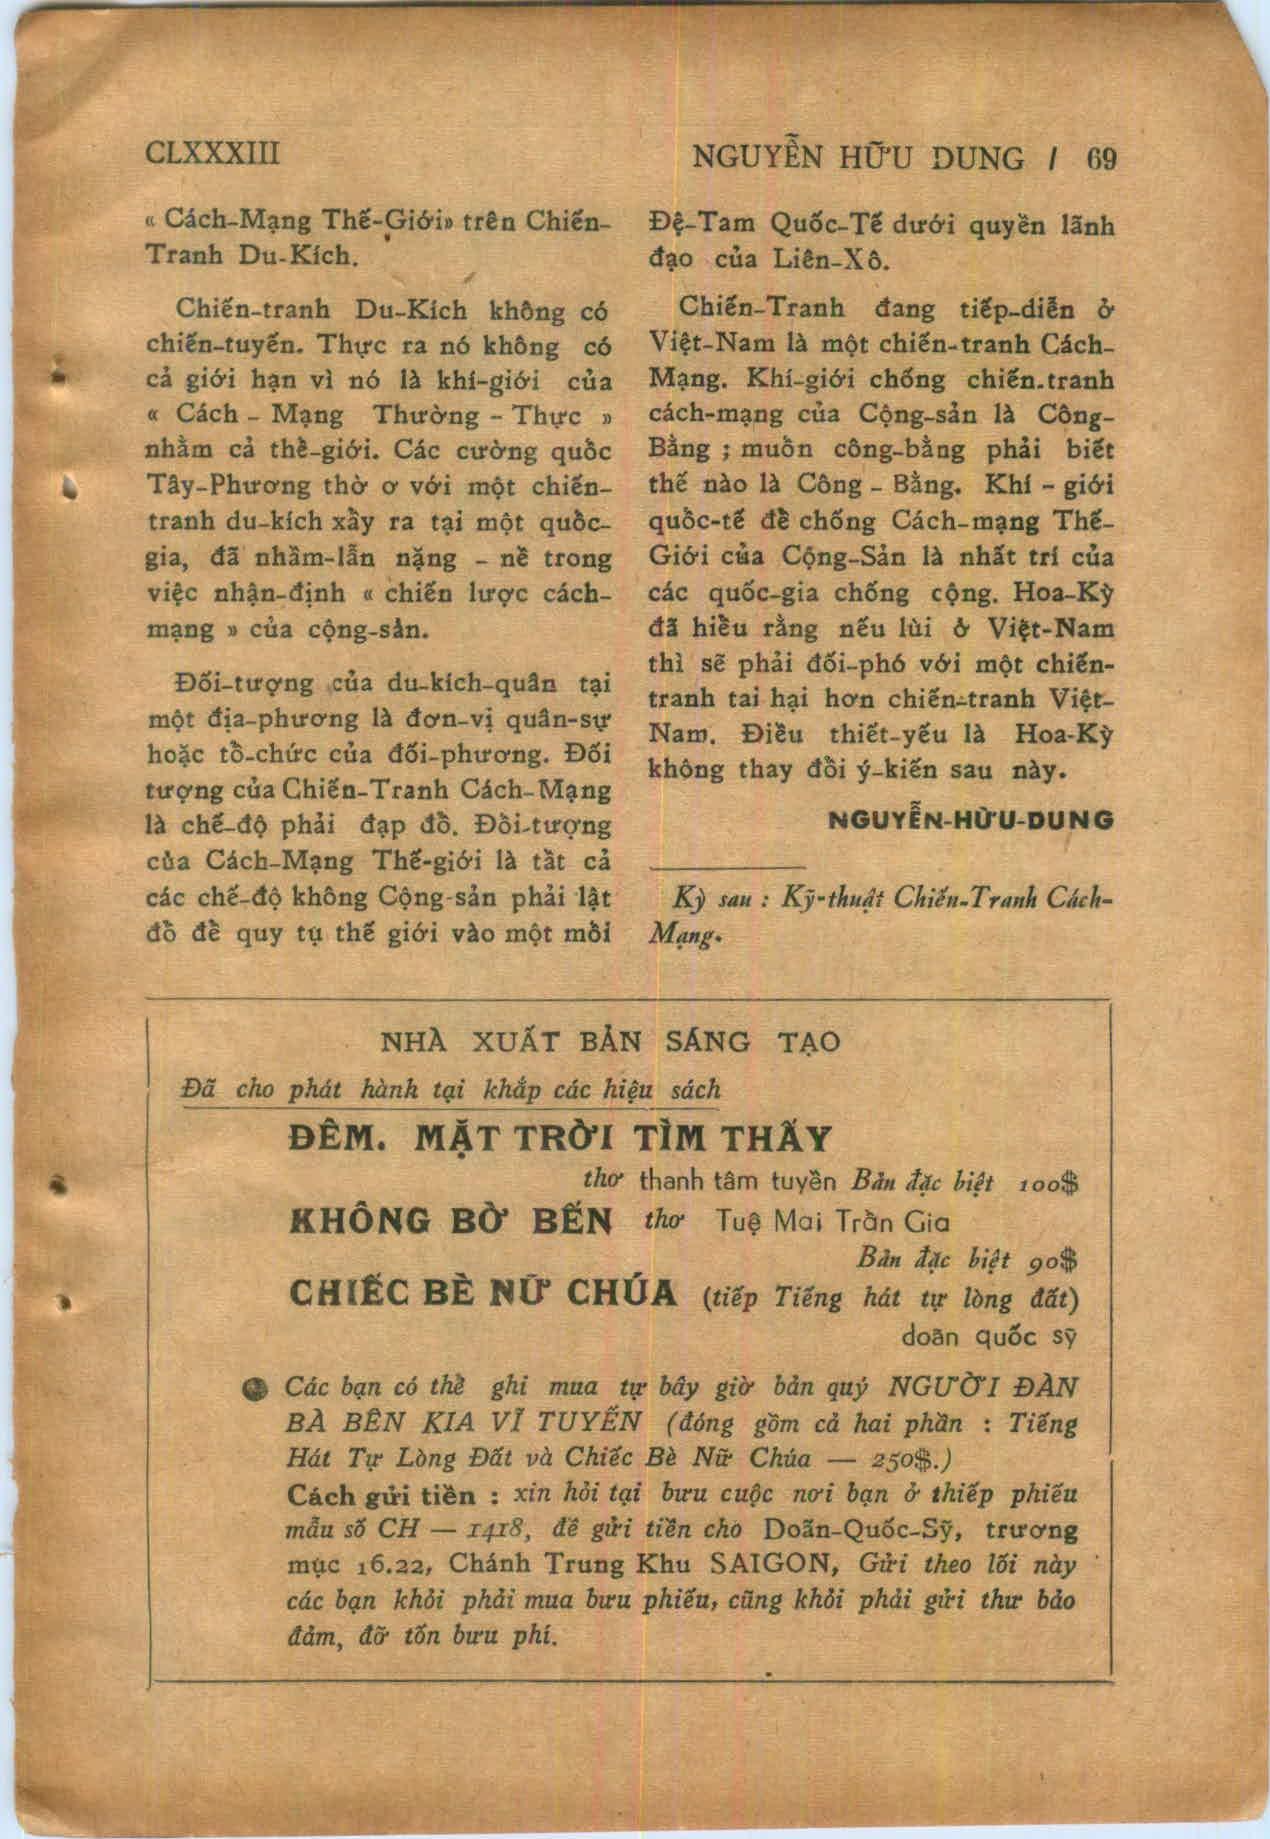 CLXXXIII
NGUYỄN HỮU DUNG / 69
« Cách-Mạng Thế-Giới» trên Chiến-
Tranh Du-Kích.
Chiến-tranh Du-Kích không có
chiến-tuyến. Thực ra nó không có
cả giới hạn vì nó là khí-giới của
« Cách - Mạng Thường - Thực »
nhằm cả thế-giới. Các cường quốc
Tây-Phương thờ ơ với một chiến-
tranh du-kích xẩy ra tại một quốc-
gia, đã nhầm-lẫn nặng - nề trong
việc nhận-định « chiến lược cách-
mạng » của cộng-sản.
Đối-tượng của du-kích-quân tại
một địa-phương là đơn-vị quân-sự
hoặc tổ-chức của đối-phương. Đối
tượng của Chiến-Tranh Cách-Mạng
là chế-độ phải đạp đổ. Đối-tượng
của Cách-Mạng Thế-giới là tất cả
các chế-độ không Cộng-sản phải lật
đổ để quy tụ thế giới vào một mối
Đệ-Tam Quốc-Tế dưới quyền lãnh
đạo của Liên-Xô.
Chiến-Tranh đang tiếp-diễn ở
Việt-Nam là một chiến-tranh Cách-
Mạng. Khí-giới chống chiến-tranh
cách-mạng của Cộng-sản là Công-
Bằng ; muốn công-bằng phải biết
thế nào là Công - Bằng. Khí - giới
quốc-tế để chống Cách-mạng Thế-
Giới của Cộng-Sản là nhất trí của
các quốc-gia chống cộng. Hoa-Kỳ
đã hiểu rằng nếu lùi ở Việt-Nam
thì sẽ phải đối-phó với một chiến-
tranh tai hại hơn chiến-tranh Việt-
Nam. Điều thiết-yếu là Hoa-Kỳ
không thay đổi ý-kiến sau này.
NGUYỄN-HỮU-DUNG
Kỳ sau : Kỹ-thuật Chiến-Tranh Cách-
Mạng.
NHÀ XUẤT BẢN SÁNG TẠO
Đã cho phát hành tại khắp các hiệu sách
ĐÊM. MẶT TRỜI TÌM THẤY
thơ thanh tâm tuyền Bản đặc biệt 100$
KHÔNG BỜ BẾN thơ Tuệ Mai Trần Gia
Bản đặc biệt 90$
CHIẾC BÈ NỮ CHÚA (tiếp Tiếng hát tự lòng đất)
doãn quốc sỹ
Các bạn có thể ghi mua tự bây giờ bản quý NGƯỜI ĐÀN
BÀ BÊN KIA VĨ TUYẾN (đóng gồm cả hai phần : Tiếng
Hát Tự Lòng Đất và Chiếc Bè Nữ Chúa — 250$.)
Cách gửi tiền : xin hỏi tại bưu cuộc nơi bạn ở thiếp phiếu
mẫu số CH — 1418, để gửi tiền cho Doãn-Quốc-Sỹ, trương
mục 16.22, Chánh Trung Khu SAIGON, Gửi theo lối này
các bạn khỏi phải mua bưu phiếu, cũng khỏi phải gửi thư bảo
đảm, đỡ tốn bưu phí.